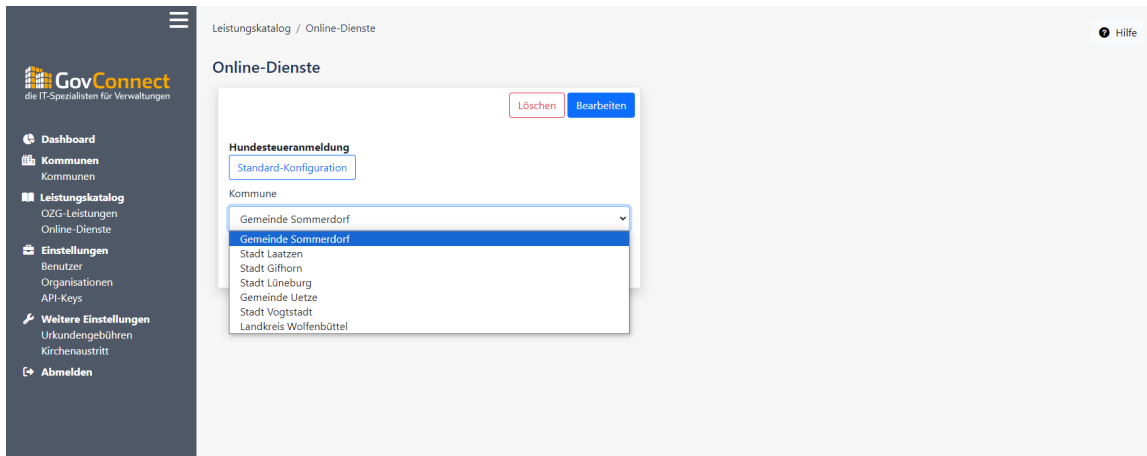 Leistungskatalog / Online-Dienste
Hilfe
GovConnect
die IT-Spezialisten für Verwaltungen
Dashboard
Kommunen
Kommunen
Leistungskatalog
OZG-Leistungen
Online-Dienste
Einstellungen
Benutzer
Organisationen
API-Keys
Weitere Einstellungen
Urkundengebühren
Kirchenaustritt
Abmelden
Online-Dienste
Löschen
Bearbeiten
Hundesteueranmeldung
Standard-Konfiguration
Kommune
Gemeinde Sommerdorf
Gemeinde Sommerdorf
Stadt Laatzen
Stadt Gifhorn
Stadt Lüneburg
Gemeinde Uetze
Stadt Vogtstadt
Landkreis Wolfenbüttel